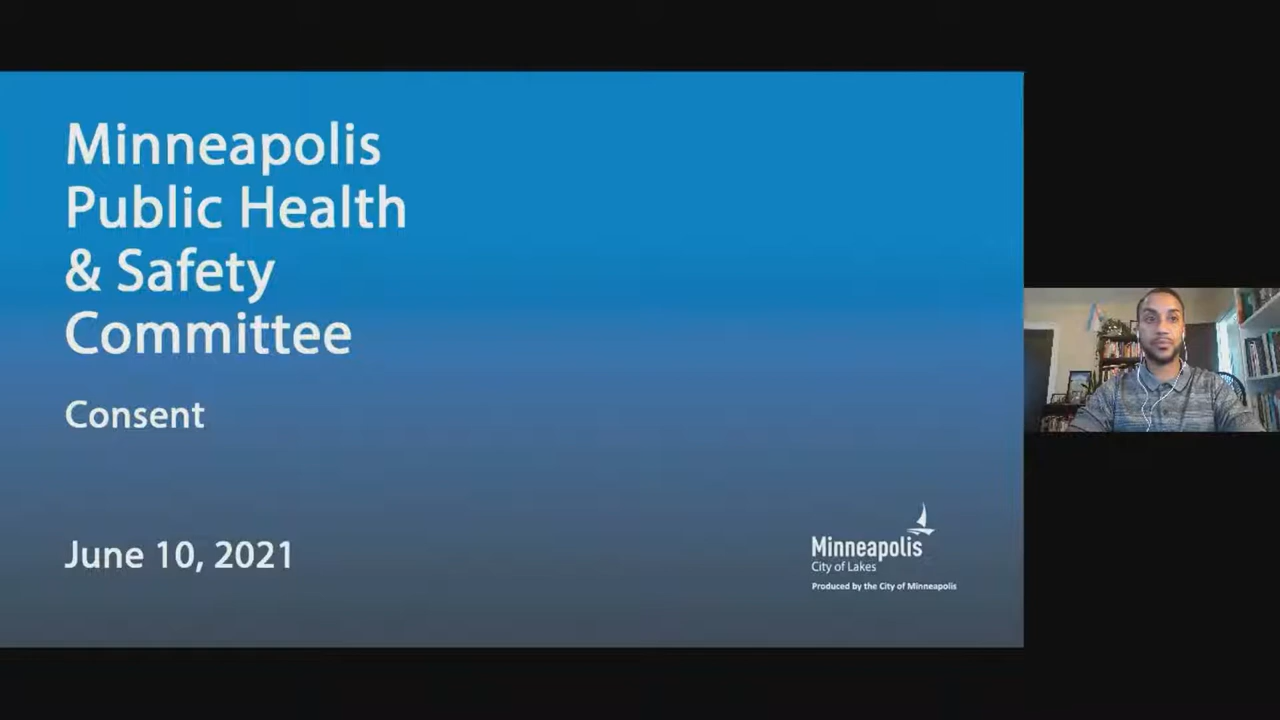 Minneapolis
Public Health
& Safety
Committee
Consent
June 10, 2021
Minneapolis
City of Lakes
Produced by the City of Minneapolis